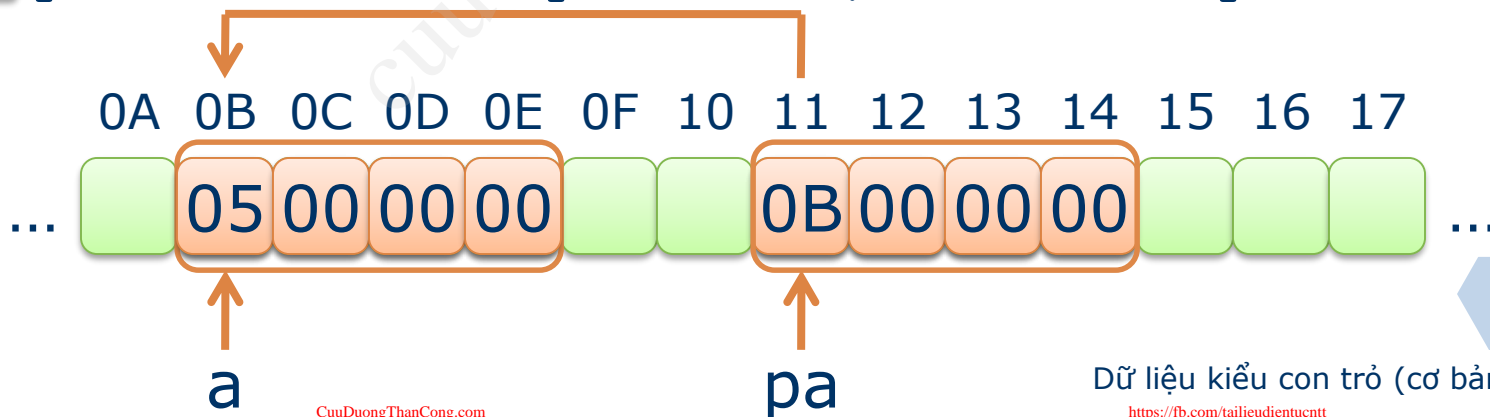 0A 0B 0C 0D 0E 0F 10 11 12 13 14 15 16 17
... 05 00 00 00 0B 00 00 00 ...
a pa
Dữ liệu kiểu con trỏ (cơ bản
CuuDuongThanCong.com https://fb.com/tailieudientucntt